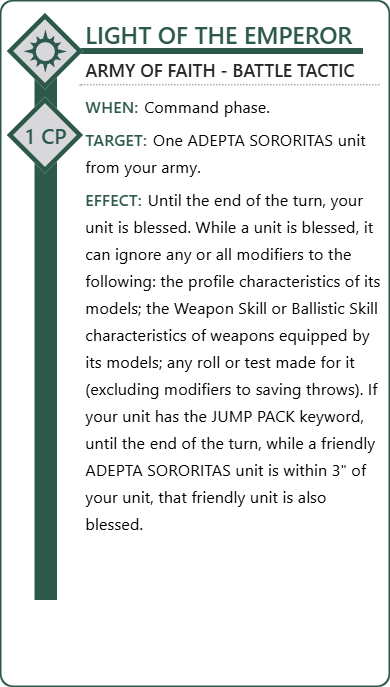 LIGHT OF THE EMPEROR
ARMY OF FAITH - BATTLE TACTIC
WHEN: Command phase.
1 CP
TARGET: One ADEPTA SORORITAS unit
from your army.
EFFECT: Until the end of the turn, your
unit is blessed. While a unit is blessed, it
can ignore any or all modifiers to the
following: the profile characteristics of its
models; the Weapon Skill or Ballistic Skill
characteristics of weapons equipped by
its models; any roll or test made for it
(excluding modifiers to saving throws). If
your unit has the JUMP PACK keyword,
until the end of the turn, while a friendly
ADEPTA SORORITAS unit is within 3" of
your unit, that friendly unit is also
blessed.